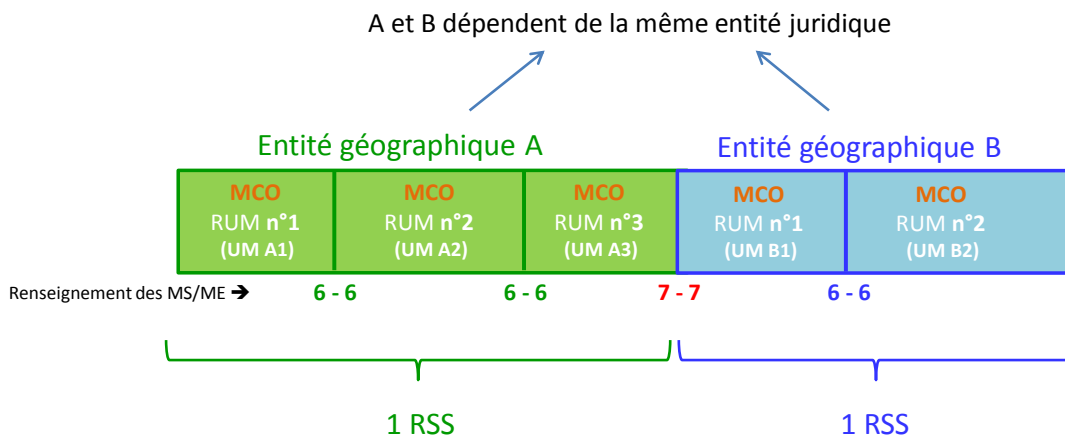 A et B dépendent de la même entité juridique
Entité géographique A
Entité géographique B
MCO
RUM n°1
(UM A1)
MCO
RUM n°2
(UM A2)
MCO
RUM n°3
(UM A3)
MCO
RUM n°1
(UM B1)
MCO
RUM n°2
(UM B2)
Renseignement des MS/ME ➔
6 - 6
6 - 6
7 - 7
6 - 6
1 RSS
1 RSS